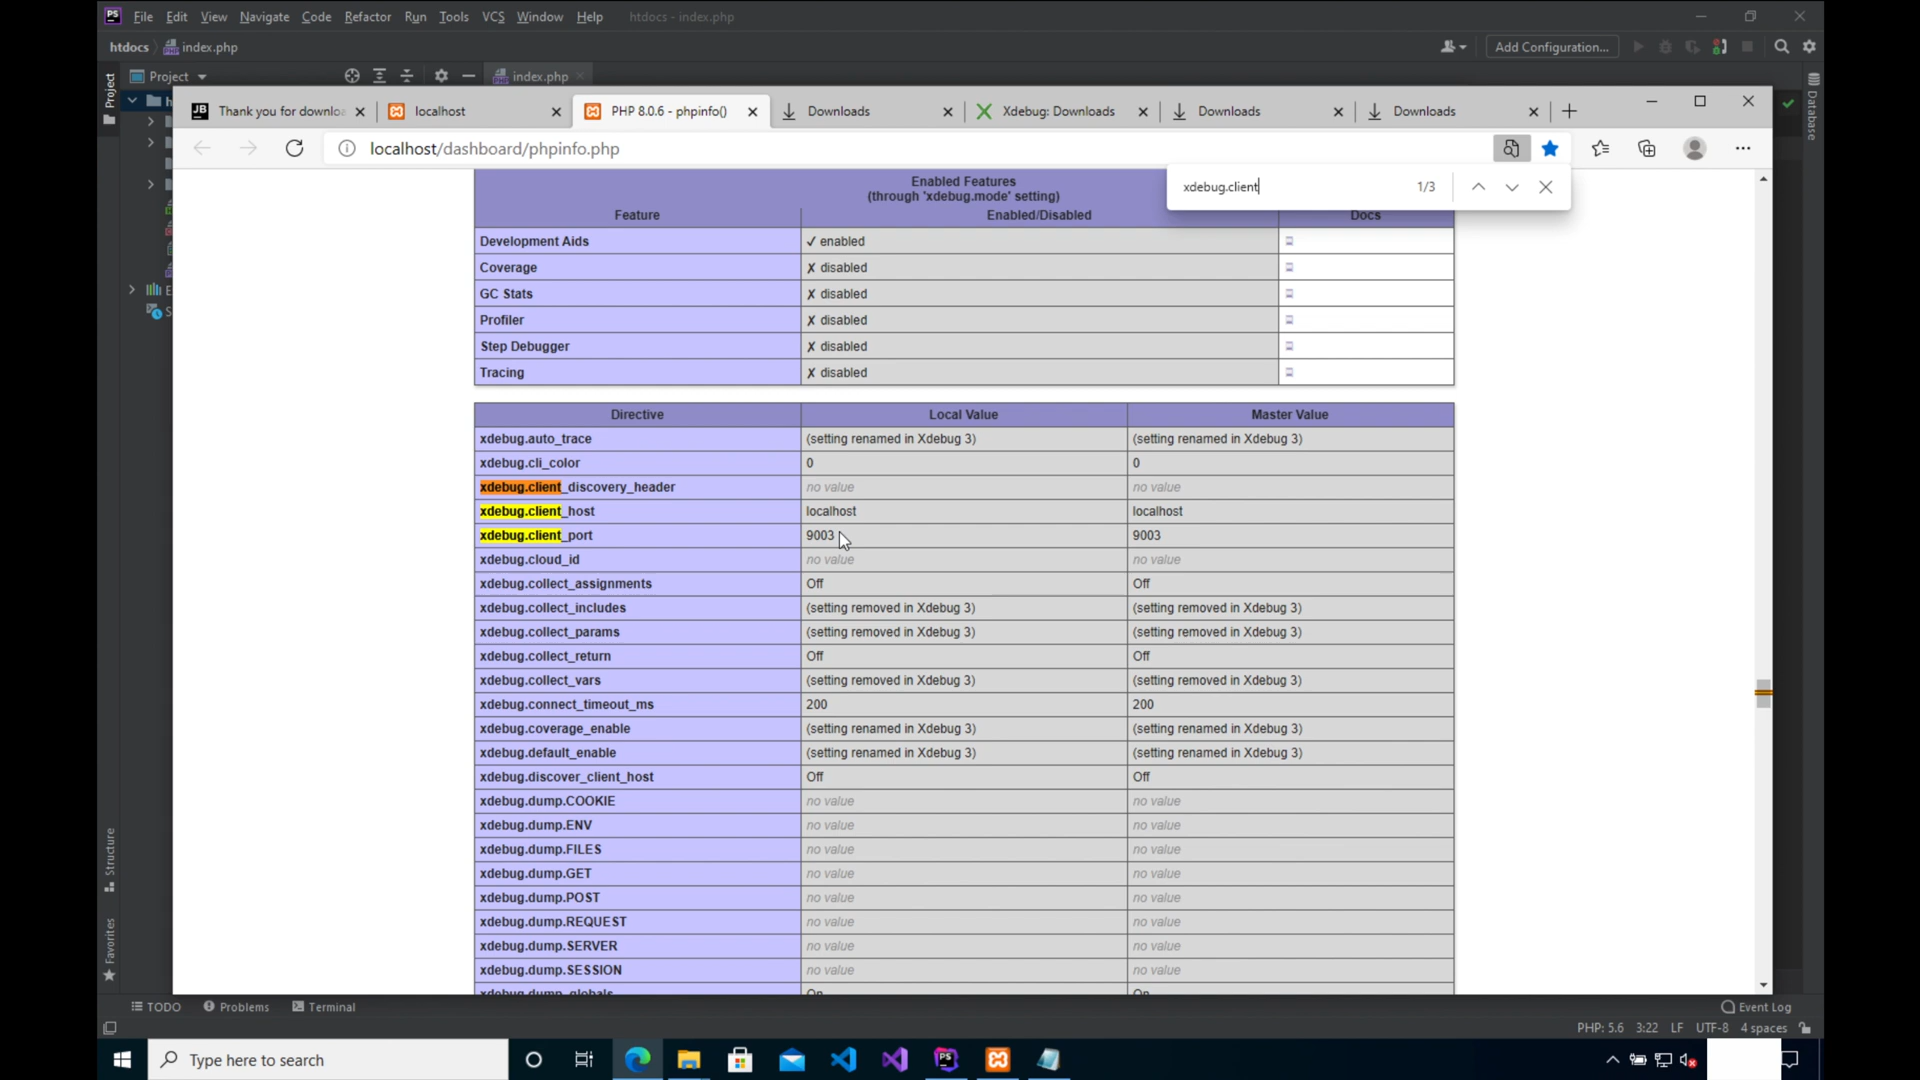 PS File Edit View Navigate Code Refactor Run Tools VCS Window Help htdocs - index.php
htdocs index.php Add Configuration...
Project index.php
Project
Database
JB Thank you for downloa localhost PHP 8.0.6 - phpinfo() Downloads Xdebug: Downloads Downloads Downloads
localhost/dashboard/phpinfo.php
xdebug.client 1/3
Enabled Features
(through 'xdebug.mode' setting)
Feature Enabled/Disabled Docs
Development Aids ✓ enabled
Coverage ✗ disabled
GC Stats ✗ disabled
Profiler ✗ disabled
Step Debugger ✗ disabled
Tracing ✗ disabled
Directive Local Value Master Value
xdebug.auto_trace (setting renamed in Xdebug 3) (setting renamed in Xdebug 3)
xdebug.cli_color 0 0
xdebug.client_discovery_header no value no value
xdebug.client_host localhost localhost
xdebug.client_port 9003 9003
xdebug.cloud_id no value no value
xdebug.collect_assignments Off Off
xdebug.collect_includes (setting removed in Xdebug 3) (setting removed in Xdebug 3)
xdebug.collect_params (setting removed in Xdebug 3) (setting removed in Xdebug 3)
xdebug.collect_return Off Off
xdebug.collect_vars (setting removed in Xdebug 3) (setting removed in Xdebug 3)
xdebug.connect_timeout_ms 200 200
xdebug.coverage_enable (setting renamed in Xdebug 3) (setting renamed in Xdebug 3)
xdebug.default_enable (setting renamed in Xdebug 3) (setting renamed in Xdebug 3)
xdebug.discover_client_host Off Off
xdebug.dump.COOKIE no value no value
xdebug.dump.ENV no value no value
xdebug.dump.FILES no value no value
xdebug.dump.GET no value no value
xdebug.dump.POST no value no value
xdebug.dump.REQUEST no value no value
xdebug.dump.SERVER no value no value
xdebug.dump.SESSION no value no value
xdebug.dump_globals On On
Structure
Favorites
TODO Problems Terminal Event Log
PHP: 5.6 3:22 LF UTF-8 4 spaces
Type here to search PS